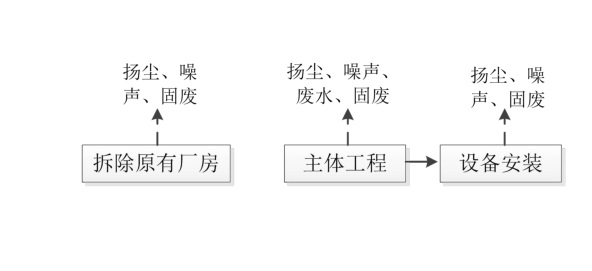 扬尘、噪
声、固废
扬尘、噪声、
废水、固废
扬尘、噪
声、固废
拆除原有厂房
主体工程
设备安装